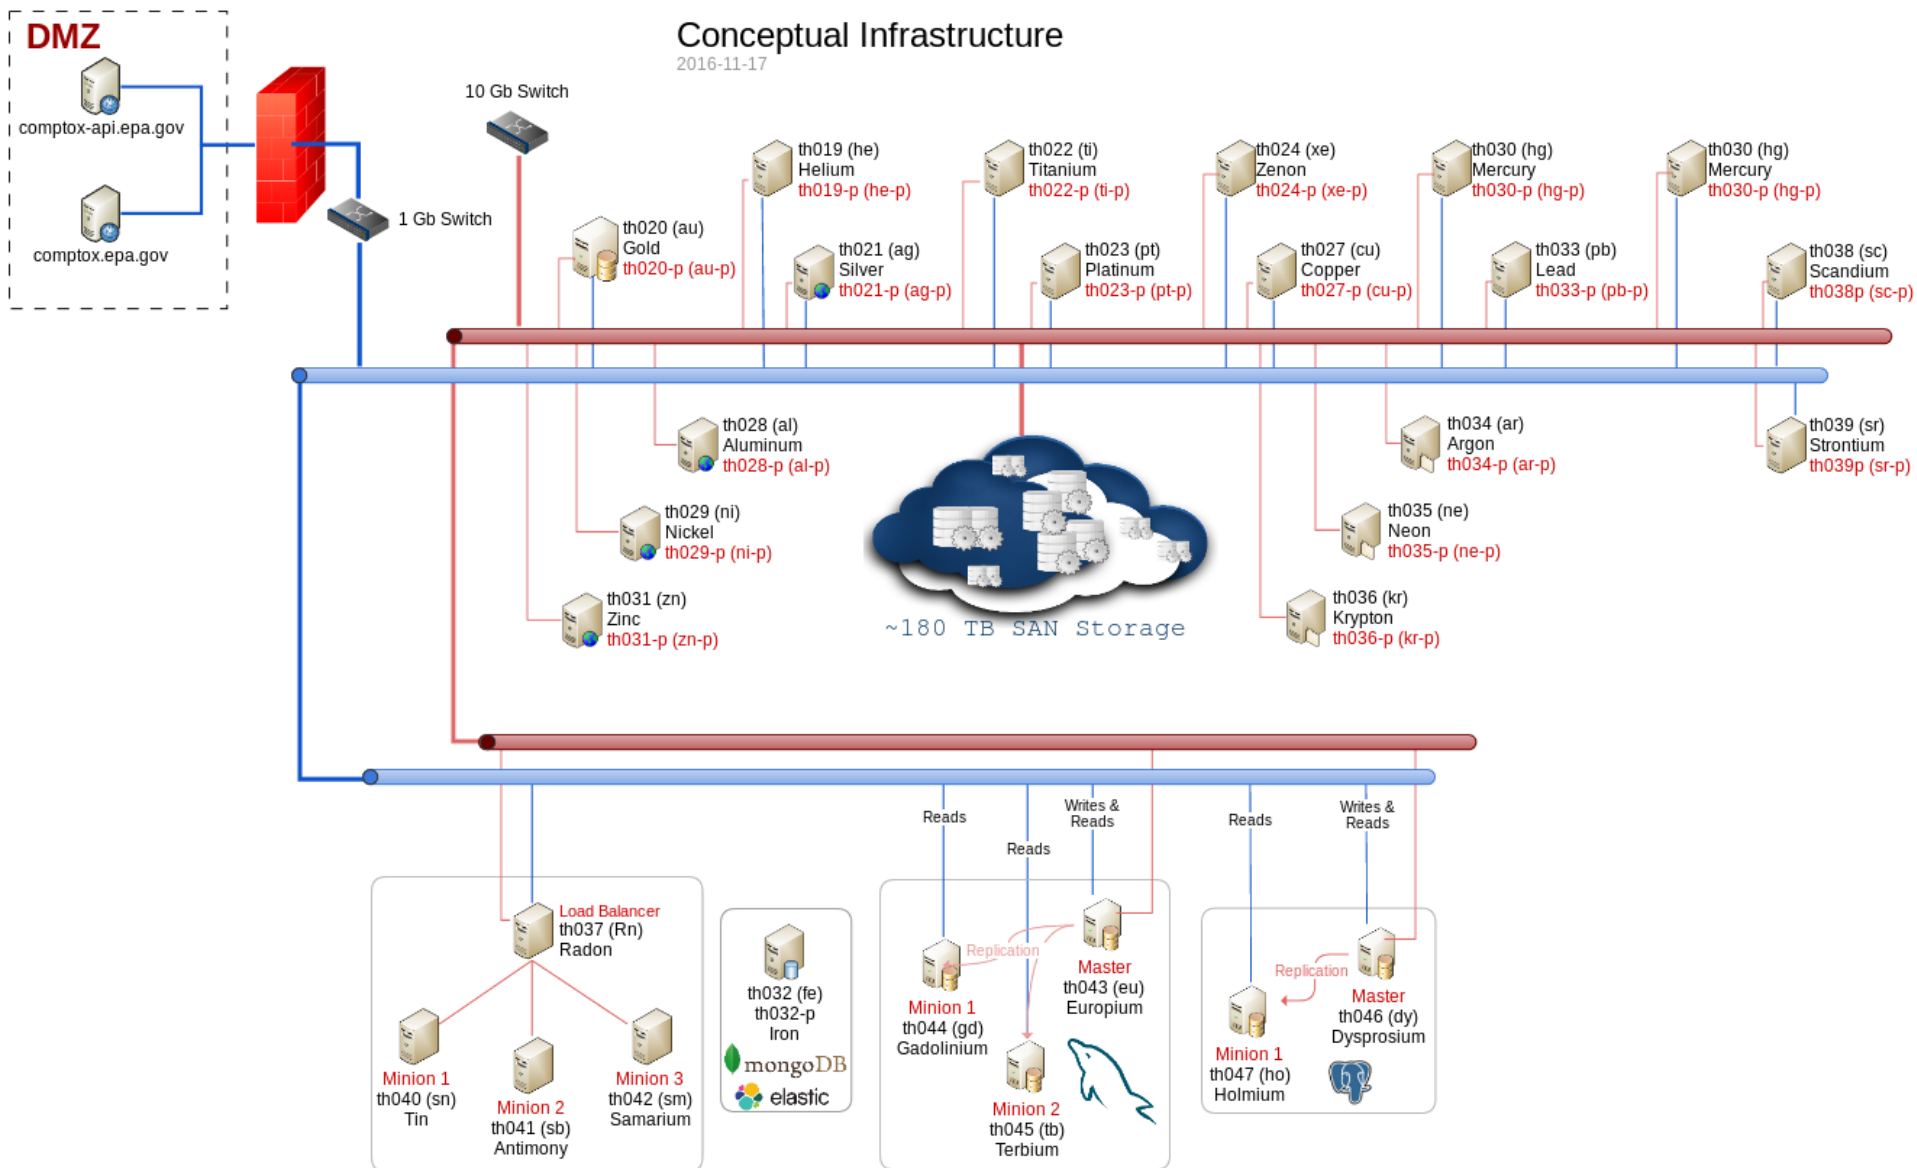 Conceptual Infrastructure
2016-11-17
DMZ
comptox-api.epa.gov
comptox.epa.gov
1 Gb Switch
10 Gb Switch
th020 (au)
Gold
th020-p (au-p)
th019 (he)
Helium
th019-p (he-p)
th021 (ag)
Silver
th021-p (ag-p)
th022 (ti)
Titanium
th022-p (ti-p)
th023 (pt)
Platinum
th023-p (pt-p)
th024 (xe)
Zenon
th024-p (xe-p)
th027 (cu)
Copper
th027-p (cu-p)
th030 (hg)
Mercury
th030-p (hg-p)
th033 (pb)
Lead
th033-p (pb-p)
th030 (hg)
Mercury
th030-p (hg-p)
th038 (sc)
Scandium
th038p (sc-p)
th028 (al)
Aluminum
th028-p (al-p)
th029 (ni)
Nickel
th029-p (ni-p)
th031 (zn)
Zinc
th031-p (zn-p)
~180 TB SAN Storage
th034 (ar)
Argon
th034-p (ar-p)
th035 (ne)
Neon
th035-p (ne-p)
th036 (kr)
Krypton
th036-p (kr-p)
th039 (sr)
Strontium
th039p (sr-p)
Load Balancer
th037 (Rn)
Radon
Minion 1
th040 (sn)
Tin
Minion 2
th041 (sb)
Antimony
Minion 3
th042 (sm)
Samarium
th032 (fe)
th032-p
Iron
mongoDB
elastic
Reads
Reads
Writes &
Reads
Replication
Master
th043 (eu)
Europium
Minion 1
th044 (gd)
Gadolinium
Minion 2
th045 (tb)
Terbium
Reads
Writes &
Reads
Replication
Master
th046 (dy)
Dysprosium
Minion 1
th047 (ho)
Holmium